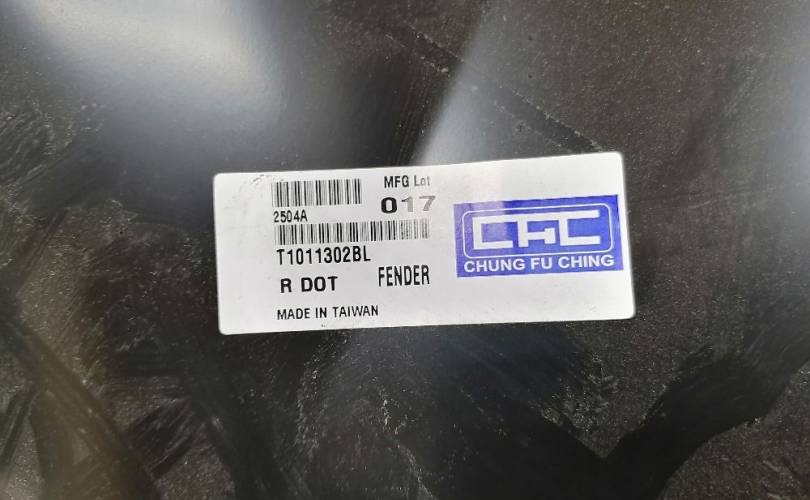 MFG Lot
017
2504A
T1011302BL
R DOT FENDER
MADE IN TAIWAN
CFC
CHUNG FU CHING